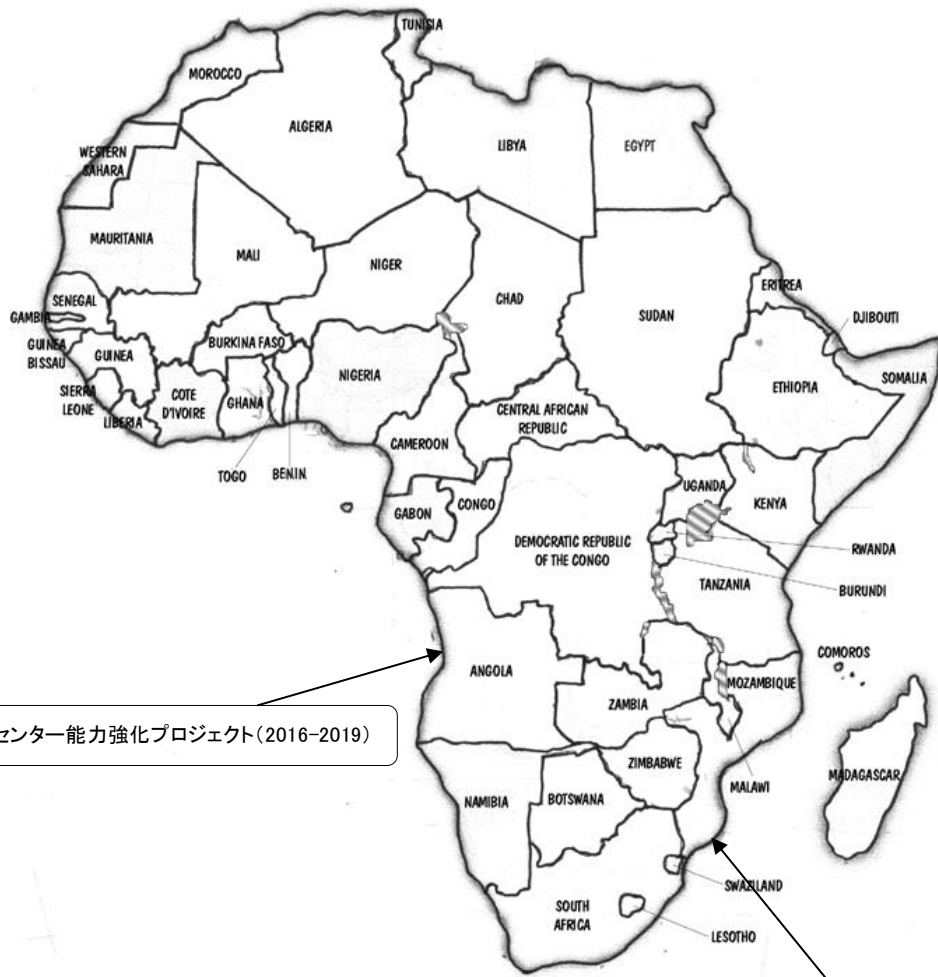 TUNISIA
MOROCCO
ALGERIA
LIBYA
EGYPT
WESTERN
SAHARA
MAURITANIA
MALI
NIGER
CHAD
SUDAN
ERITREA
DJIBOUTI
SENEGAL
GAMBIA
GUINEA
BISSAU
GUINEA
BURKINA FASO
NIGERIA
ETHIOPIA
SOMALIA
SIERRA
LEONE
LIBERIA
COTE
D'IVOIRE
GHANA
TOGO
BENIN
CAMEROON
CENTRAL AFRICAN
REPUBLIC
UGANDA
KENYA
GABON
CONGO
DEMOCRATIC REPUBLIC
OF THE CONGO
RWANDA
BURUNDI
TANZANIA
COMOROS
ANGOLA
ZAMBIA
MOZAMBIQUE
センター能力強化プロジェクト(2016-2019)
ZIMBABWE
MALAWI
MADAGASCAR
NAMIBIA
BOTSWANA
SWAZILAND
SOUTH
AFRICA
LESOTHO